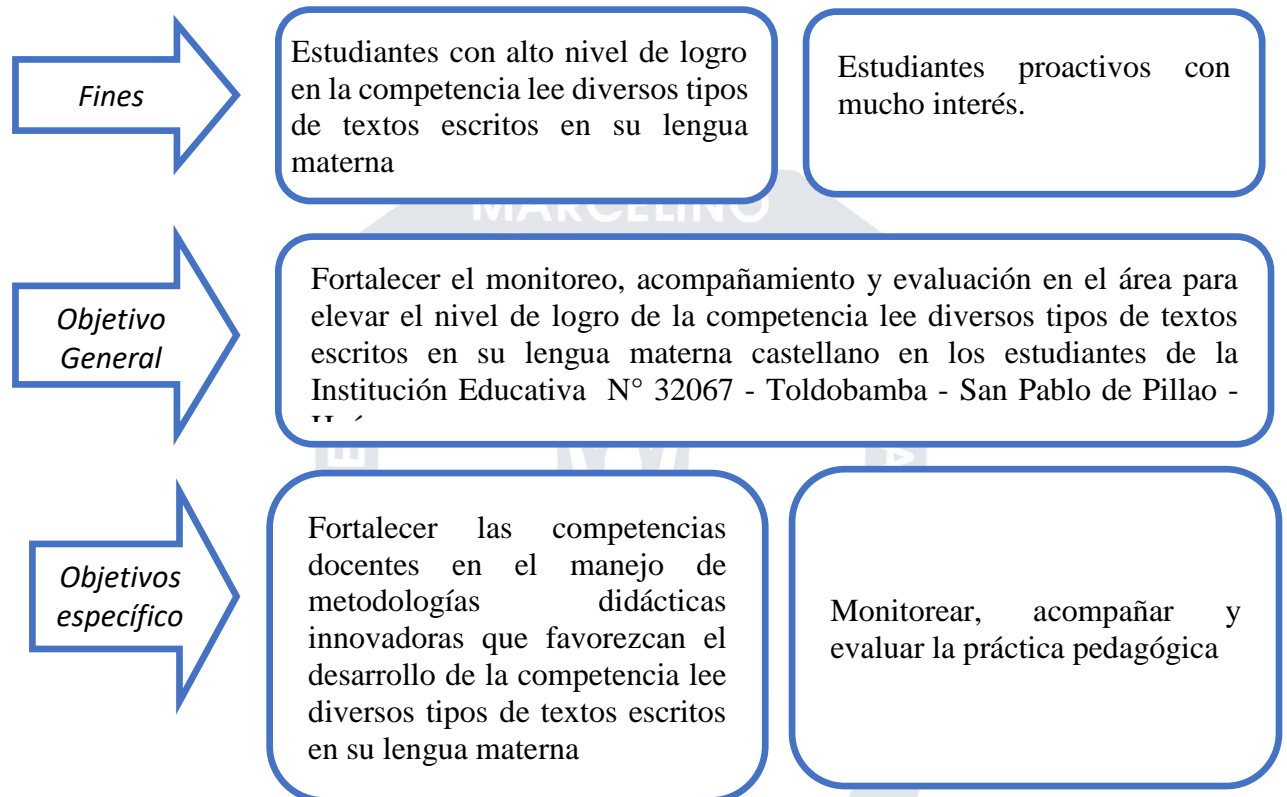 Fines
Estudiantes con alto nivel de logro
en la competencia lee diversos tipos
de textos escritos en su lengua
materna
Estudiantes proactivos con
mucho interés.
MARCELINO
Objetivo
General
Fortalecer el monitoreo, acompañamiento y evaluación en el área para
elevar el nivel de logro de la competencia lee diversos tipos de textos
escritos en su lengua materna castellano en los estudiantes de la
Institución Educativa N° 32067 - Toldobamba - San Pablo de Pillao -
Objetivos
específico
Fortalecer las competencias
docentes en el manejo de
metodologías didácticas
innovadoras que favorezcan el
desarrollo de la competencia lee
diversos tipos de textos escritos
en su lengua materna
Monitorear, acompañar y
evaluar la práctica pedagógica